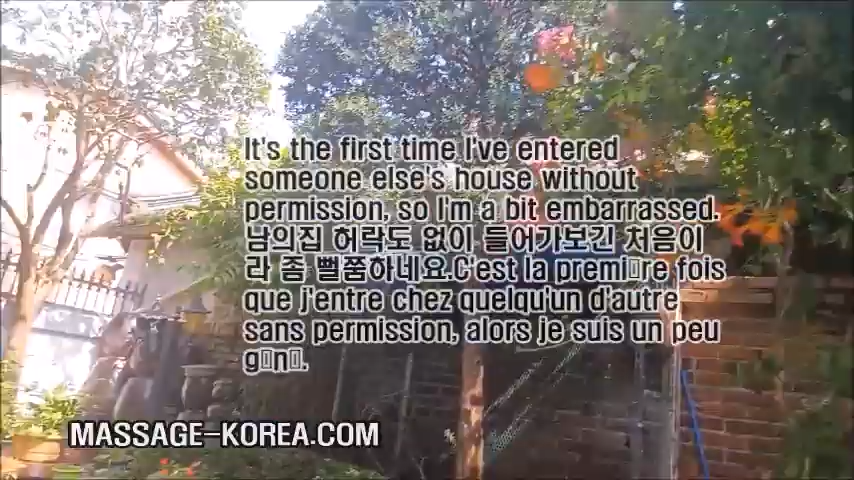 It's the first time I've entered
someone else's house without
permission, so I'm a bit embarrassed.
남의집 허락도 없이 들어가보긴 처음이
라 좀 뻘쭘하네요.C'est la premi□re fois
que j'entre chez quelqu'un d'autre
sans permission, alors je suis un peu
g□n□.
MASSAGE-KOREA.COM